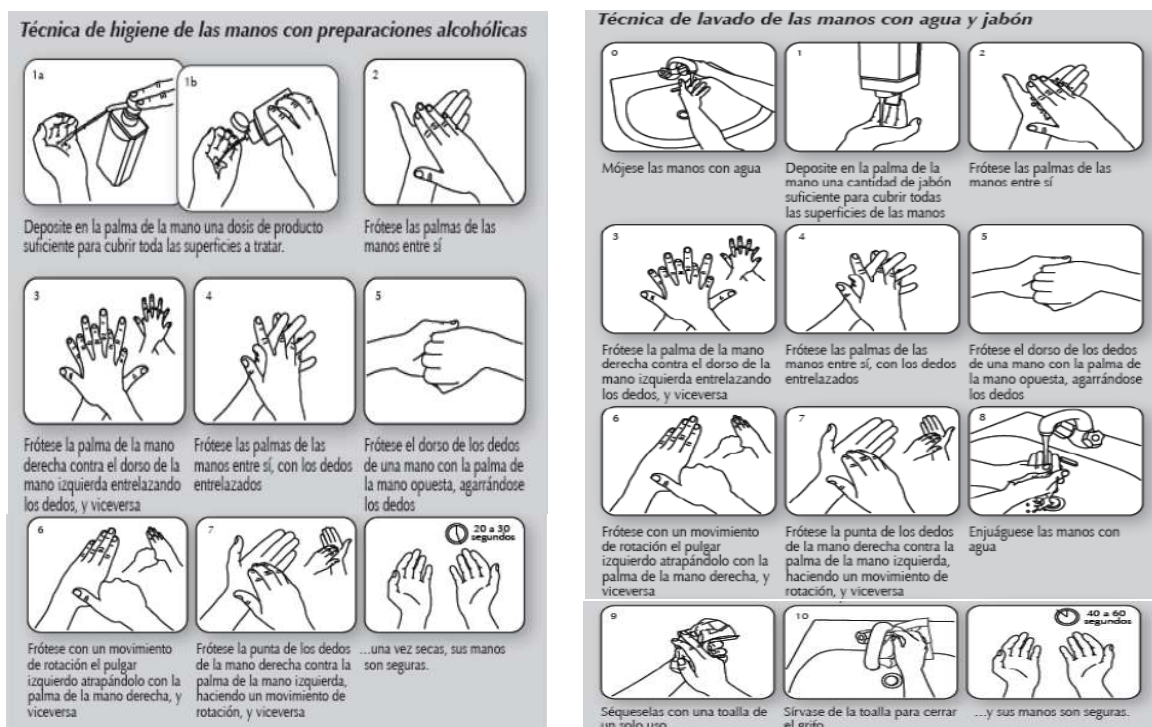 Técnica de higiene de las manos con preparaciones alcohólicas
1a
1b
2
Deposite en la palma de la mano una dosis de producto
suficiente para cubrir toda las superficies a tratar.
Frótese las palmas de las
manos entre sí
3
4
5
Frótese la palma de la mano
derecha contra el dorso de la
mano izquierda entrelazando
los dedos, y viceversa
Frótese las palmas de las
manos entre sí, con los dedos
entrelazados
Frótese el dorso de los dedos
de una mano con la palma de
la mano opuesta, agarrándose
los dedos
6
7
20 a 30
segundos
Frótese con un movimiento
de rotación el pulgar
izquierdo atrapándolo con la
palma de la mano derecha, y
viceversa
Frótese la punta de los dedos
de la mano derecha contra la
palma de la mano izquierda,
haciendo un movimiento de
rotación, y viceversa
...una vez secas, sus manos
son seguras.
Técnica de lavado de las manos con agua y jabón
0
1
2
Mójese las manos con agua
Deposite en la palma de la
mano una cantidad de jabón
suficiente para cubrir todas
las superficies de las manos
Frótese las palmas de las
manos entre sí
3
4
5
Frótese la palma de la mano
derecha contra el dorso de la
mano izquierda entrelazando
los dedos, y viceversa
Frótese las palmas de las
manos entre sí, con los dedos
entrelazados
Frótese el dorso de los dedos
de una mano con la palma de
la mano opuesta, agarrándose
los dedos
6
7
8
Frótese con un movimiento
de rotación el pulgar
izquierdo atrapándolo con la
palma de la mano derecha, y
viceversa
Frótese la punta de los dedos
de la mano derecha contra la
palma de la mano izquierda,
haciendo un movimiento de
rotación, y viceversa
Enjuáguese las manos con
agua
9
10
40 a 60
segundos
Séqueselas con una toalla de
un solo uso
Sírvase de la toalla para cerrar
el grifo
...y sus manos son seguras.